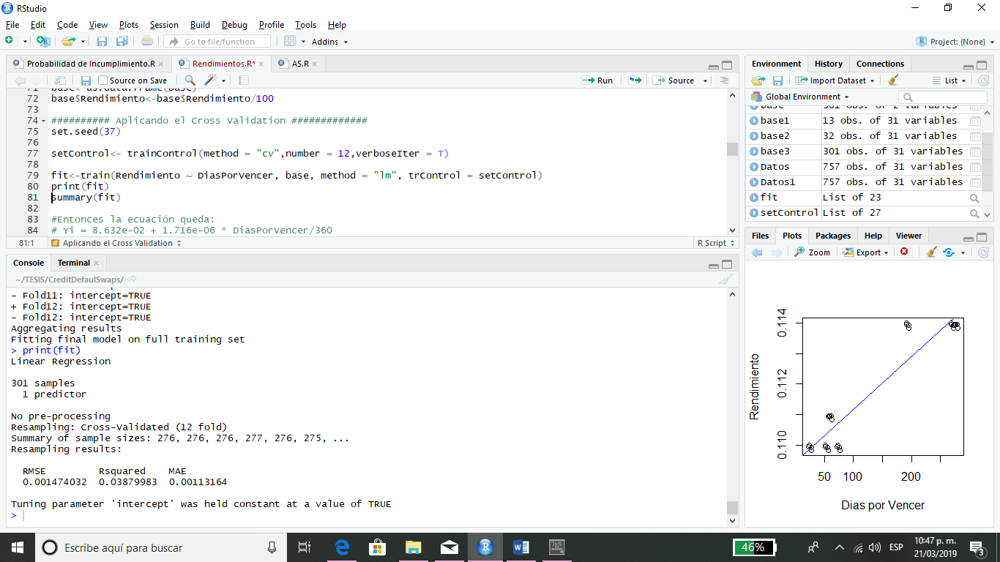 RStudio
File Edit Code View Plots Session Build Debug Profile Tools Help
Go to file/function Addins Project: (None)
Probabilidad de Incumplimiento.R Rendimientos.R* AS.R
Source on Save Run Source
71 base<-as.data.frame(base)
72 base$Rendimiento<-base$Rendimiento/100
73
74 ########## Aplicando el Cross Validation #############
75 set.seed(37)
76
77 setControl<- trainControl(method = "cv",number = 12,verboseIter = T)
78
79 fit<-train(Rendimiento ~ DiasPorVencer, base, method = "lm", trControl = setControl)
80 print(fit)
81 summary(fit)
82
83 #Entonces la ecuación queda:
84 # Yi = 8.632e-02 + 1.716e-06 * DiasPorVencer/360
81:1 # Aplicando el Cross Validation R Script
Console Terminal
~/TESIS/CreditDefaulSwaps/
- Fold11: intercept=TRUE
+ Fold12: intercept=TRUE
- Fold12: intercept=TRUE
Aggregating results
Fitting final model on full training set
> print(fit)
Linear Regression
301 samples
1 predictor
No pre-processing
Resampling: Cross-Validated (12 fold)
Summary of sample sizes: 276, 276, 276, 277, 276, 275, ...
Resampling results:
RMSE Rsquared MAE
0.001474032 0.03879983 0.00113164
Tuning parameter 'intercept' was held constant at a value of TRUE
>
Environment History Connections
Import Dataset List
Global Environment
base 301 obs. of 2 variables
base1 13 obs. of 31 variables
base2 32 obs. of 31 variables
base3 301 obs. of 31 variables
Datos 757 obs. of 31 variables
Datos1 757 obs. of 31 variables
fit List of 23
setControl List of 27
Files Plots Packages Help Viewer
Zoom Export
0.114
0.112
0.110
Rendimiento
50 100 200
Dias por Vencer
Escribe aquí para buscar
46%
ESP
10:47 p. m.
21/03/2019
3